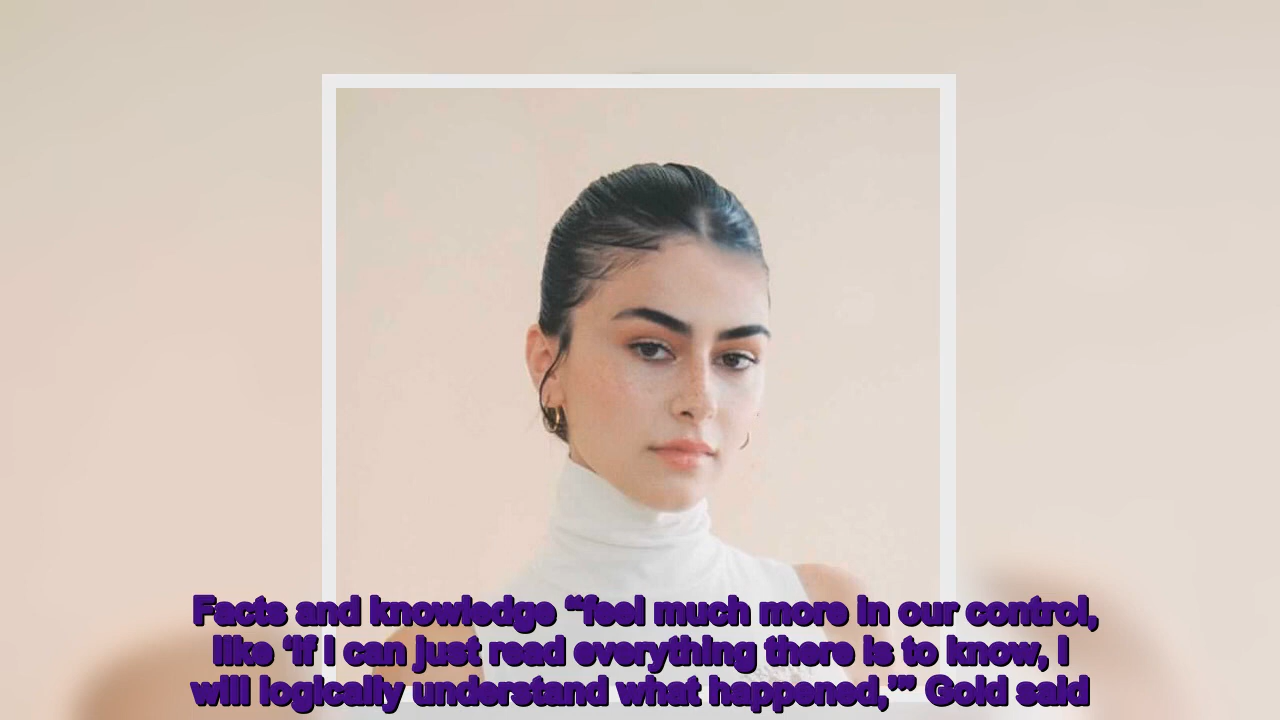 Facts and knowledge “feel much more in our control,
like ‘if I can just read everything there is to know, I
will logically understand what happened,’” Gold said